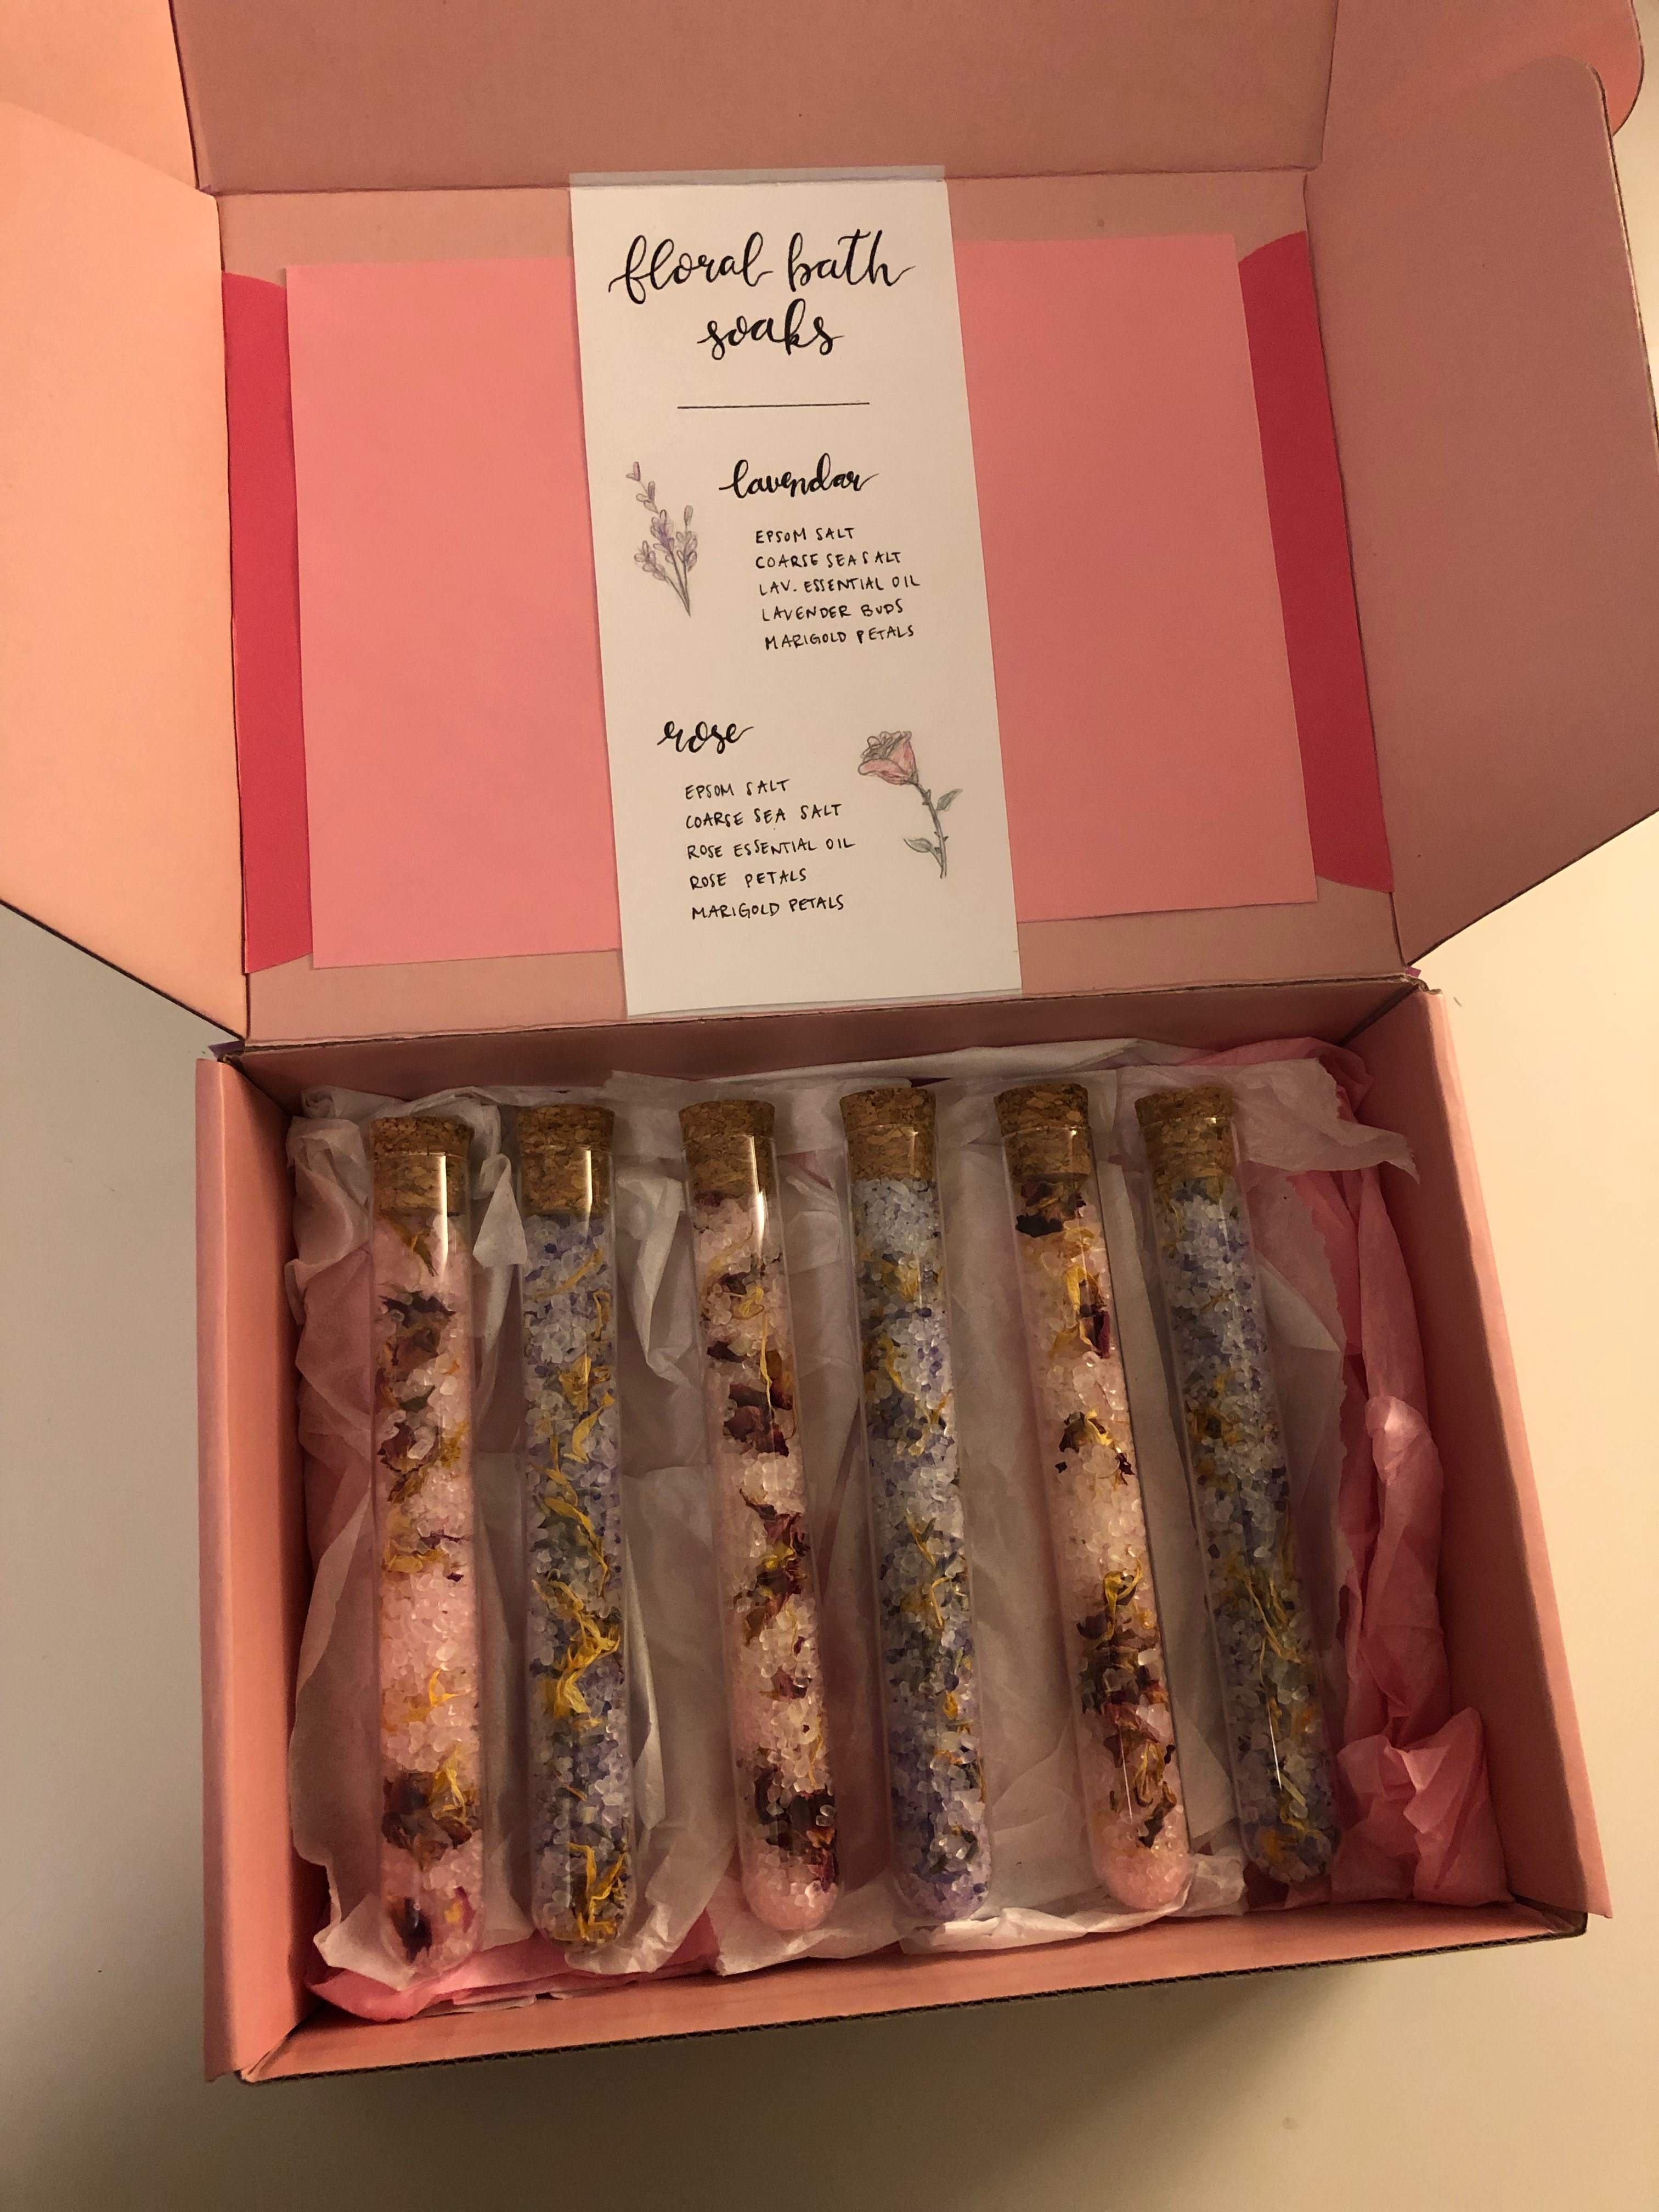 floral bath
soaks
lavendar
EPSOM SALT
COARSE SEA SALT
LAV. ESSENTIAL OIL
LAVENDER BUDS
MARIGOLD PETALS
rose
EPSOM SALT
COARSE SEA SALT
ROSE ESSENTIAL OIL
ROSE PETALS
MARIGOLD PETALS